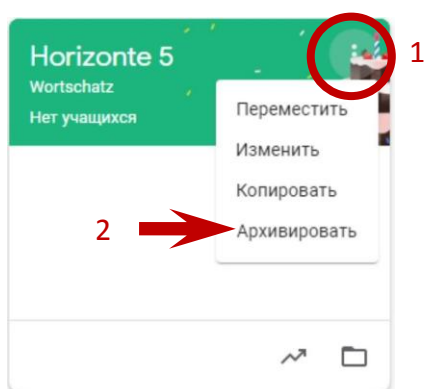 Horizonte 5
1
Wortschatz
Нет учащихся
Переместить
Изменить
Копировать
2
Архивировать